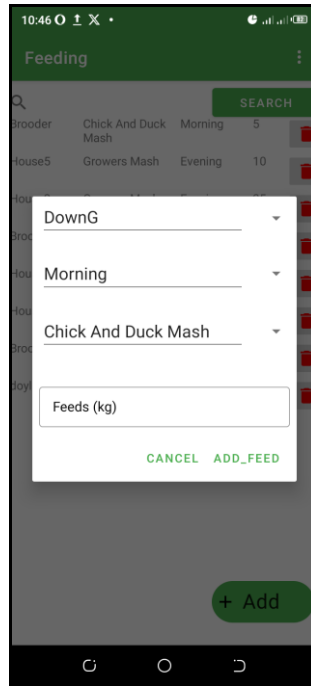 10:46
Feeding
SEARCH
Brooder Chick And Duck Mash Morning 5
House5 Growers Mash Evening 10
DownG
Morning
Chick And Duck Mash
Feeds (kg)
CANCEL ADD_FEED
+ Add